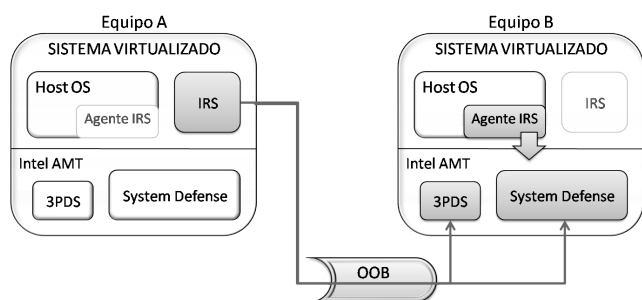 Equipo A
SISTEMA VIRTUALIZADO
Host OS
Agente IRS
IRS
Intel AMT
3PDS
System Defense
Equipo B
SISTEMA VIRTUALIZADO
Host OS
Agente IRS
IRS
Intel AMT
3PDS
System Defense
OOB